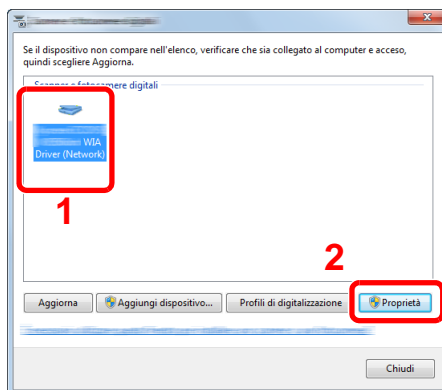 Se il dispositivo non compare nell'elenco, verificare che sia collegato al computer e acceso,
quindi scegliere Aggiorna.
Scanner e fotocamere digitali
WIA
Driver (Network)
1
2
Aggiorna
Aggiungi dispositivo...
Profili di digitalizzazione
Proprietà
Chiudi